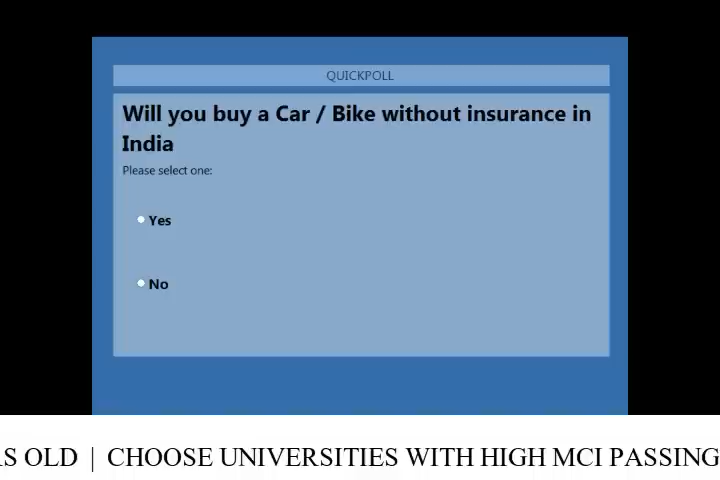 QUICKPOLL
Will you buy a Car / Bike without insurance in
India
Please select one:
Yes
No
OLD | CHOOSE UNIVERSITIES WITH HIGH MCI PASSING